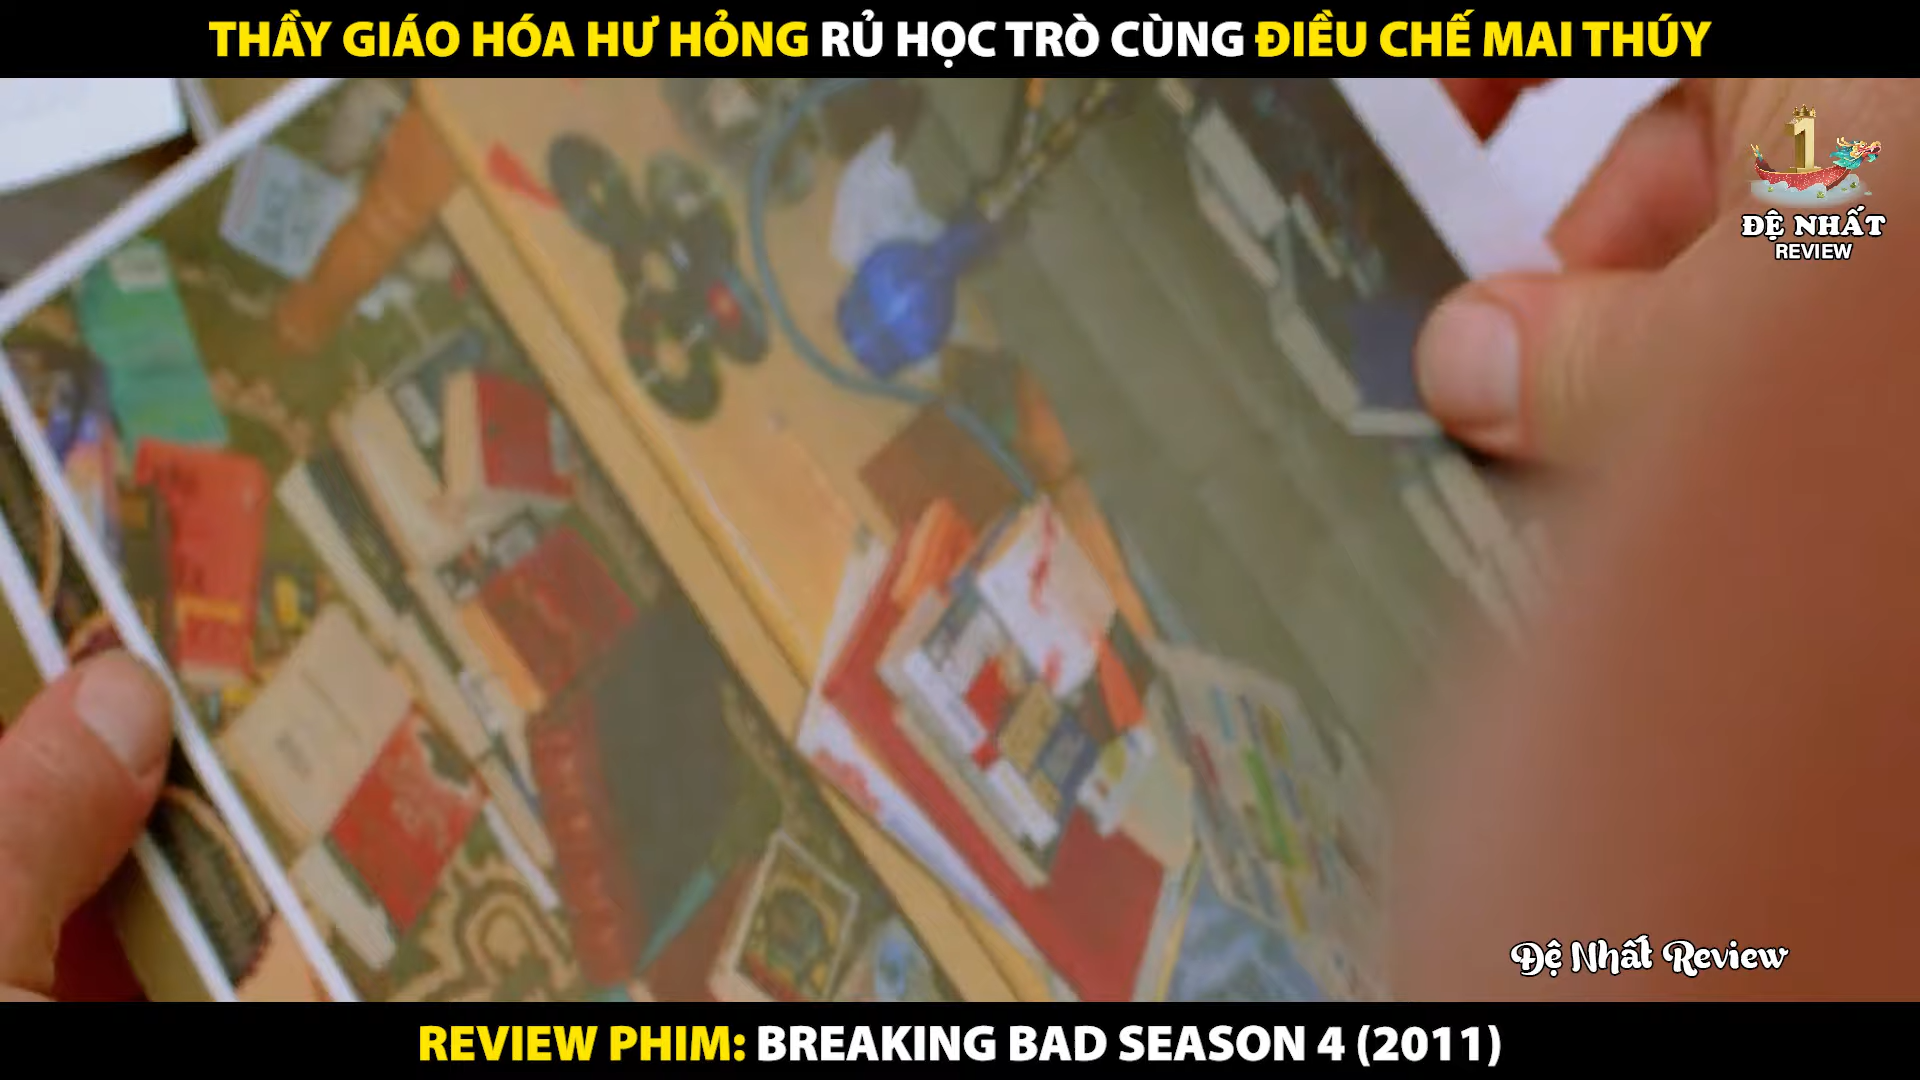 THẦY GIÁO HÓA HƯ HỎNG RỦ HỌC TRÒ CÙNG ĐIỀU CHẾ MAI THÚY
1
ĐỆ NHẤT
REVIEW
Đệ Nhất Review
REVIEW PHIM: BREAKING BAD SEASON 4 (2011)